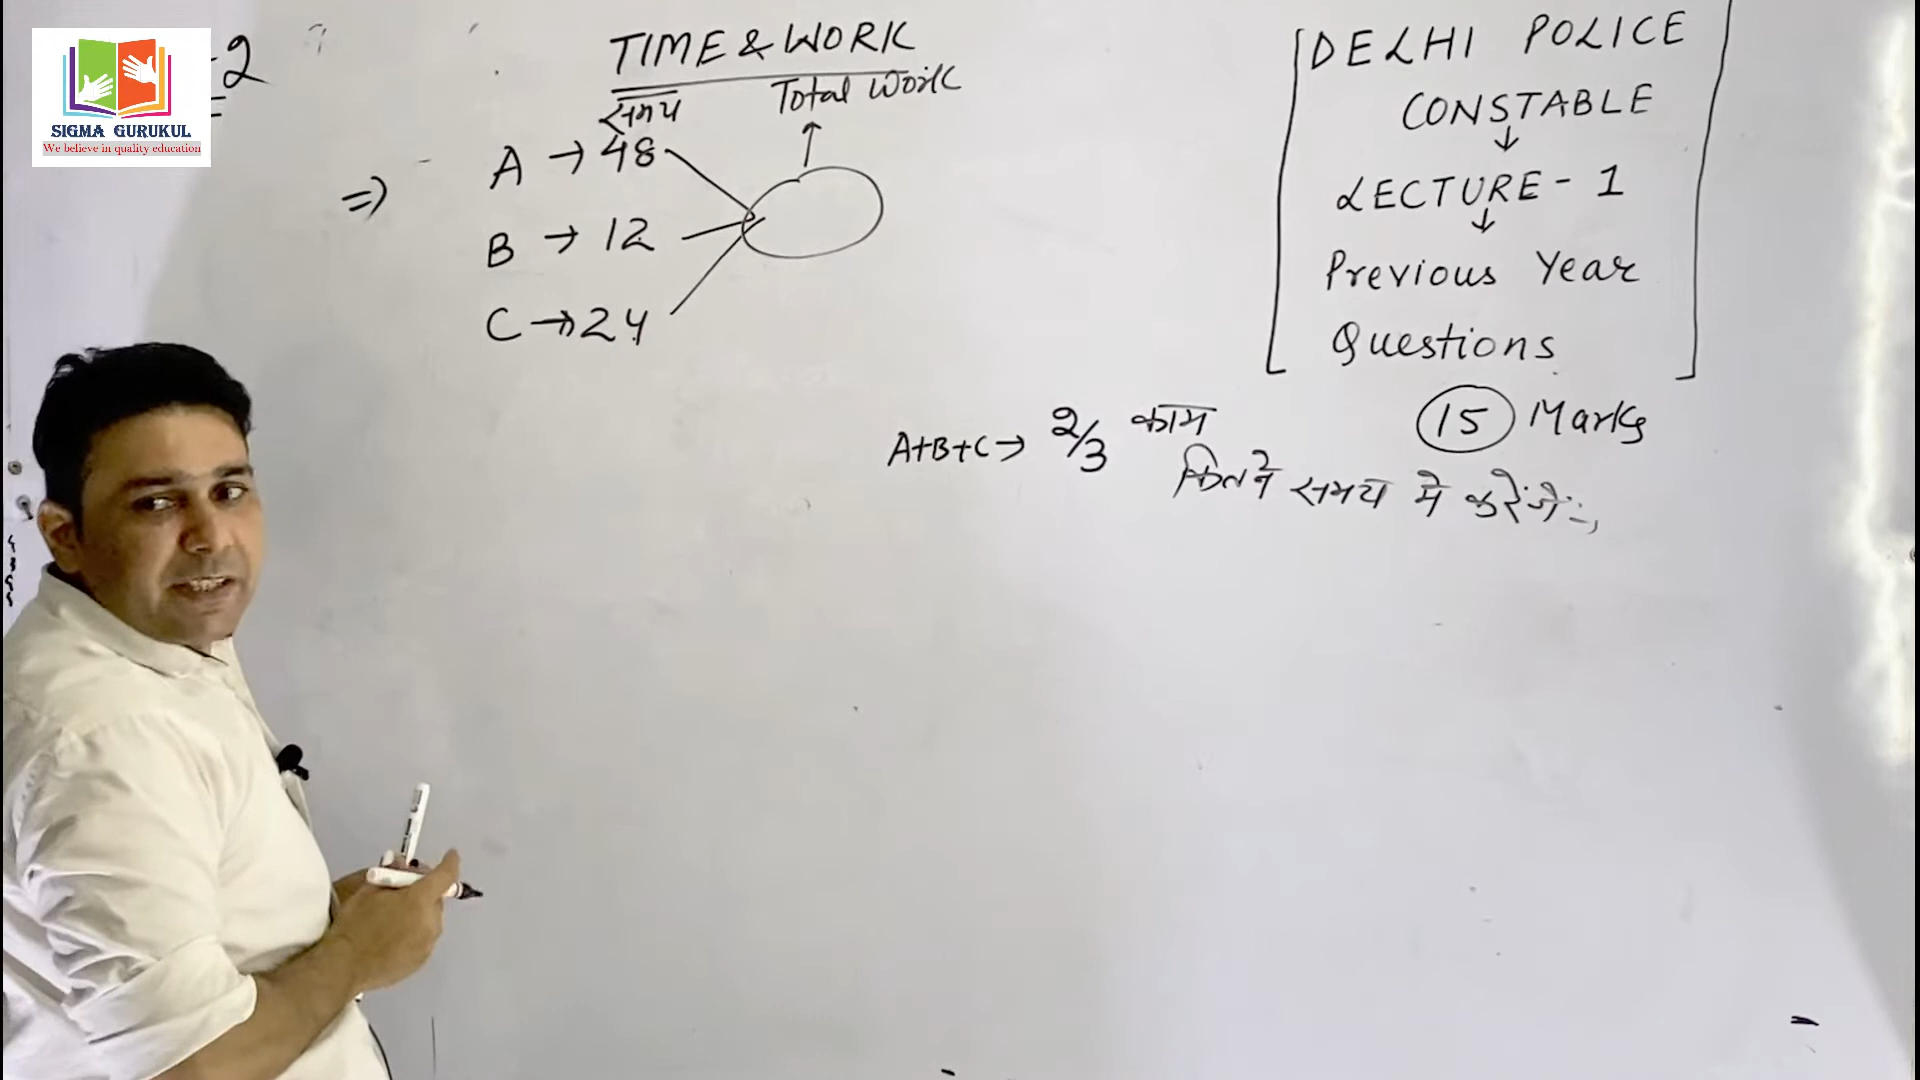 SIGMA GURUKUL
We believe in quality education
-2
TIME & WORK
समय
Total Work
A → 48
B → 12
C → 24
DELHI POLICE
CONSTABLE
↓
LECTURE - 1
↓
Previous Year
Questions
15 Marks
A+B+C → 2/3 काम
कितने समय में करेंगे :-,